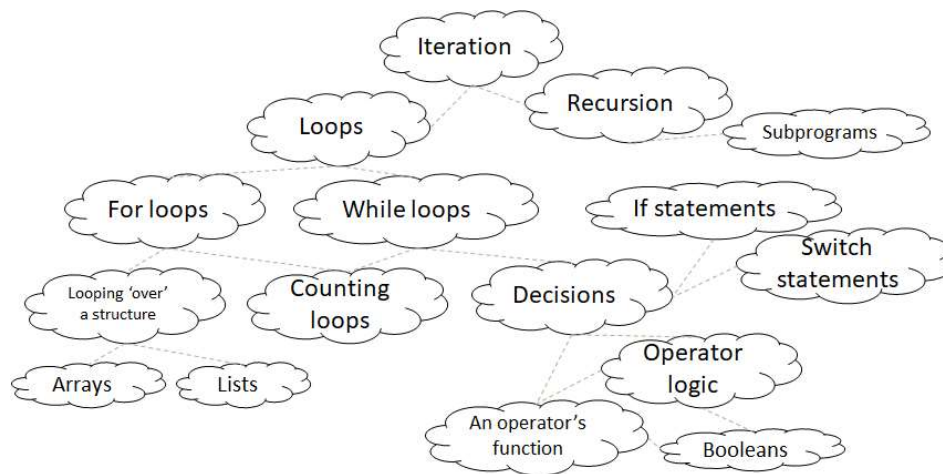 Iteration
Recursion
Loops
Subprograms
For loops
While loops
If statements
Switch
statements
Looping ‘over’
a structure
Counting
loops
Decisions
Operator
logic
Arrays
Lists
An operator’s
function
Booleans